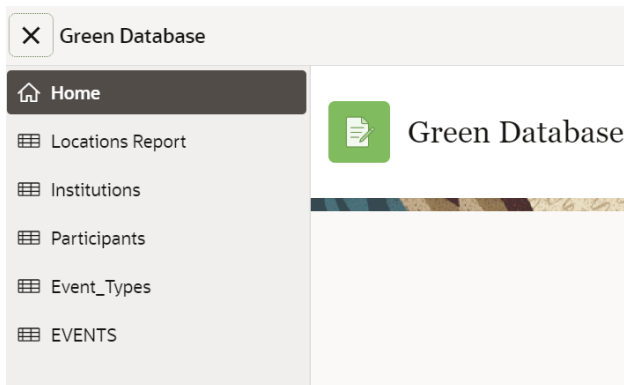 Green Database
Home
Locations Report
Institutions
Participants
Event_Types
EVENTS
Green Database